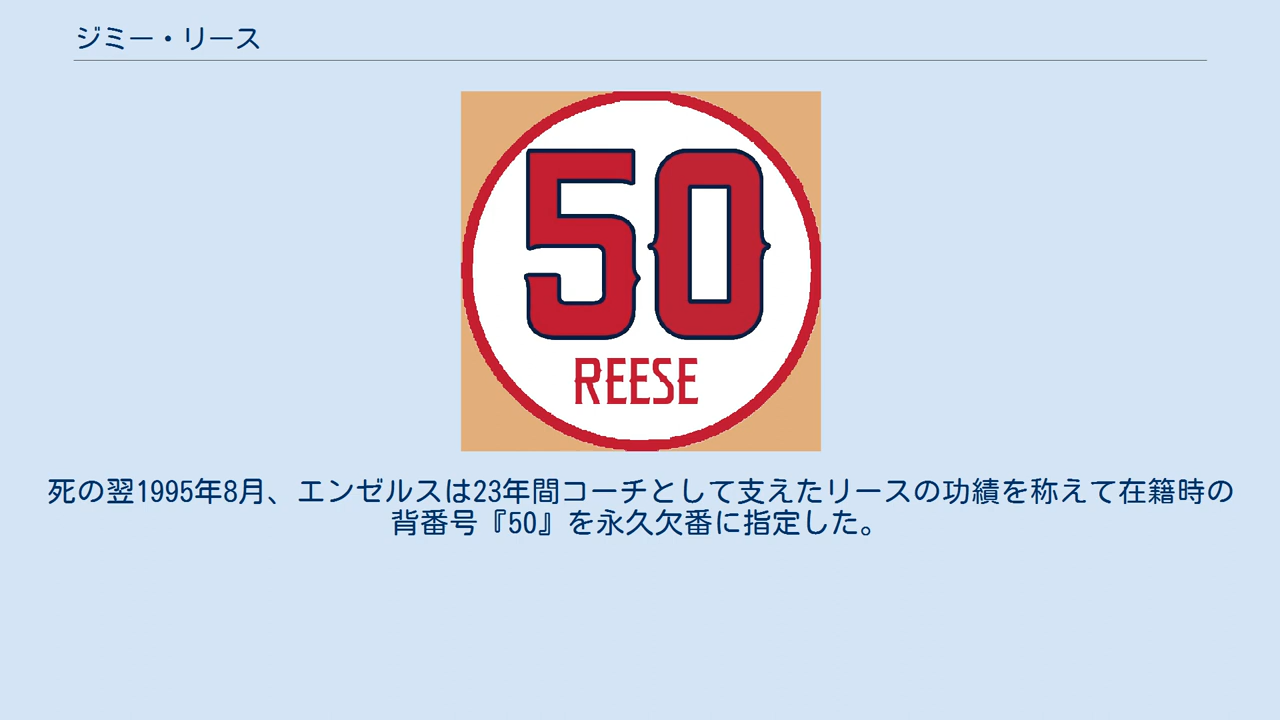 ジミー・リース
50
REESE
死の翌1995年8月、エンゼルスは23年間コーチとして支えたリースの功績を称えて在籍時の
背番号『50』を永久欠番に指定した。